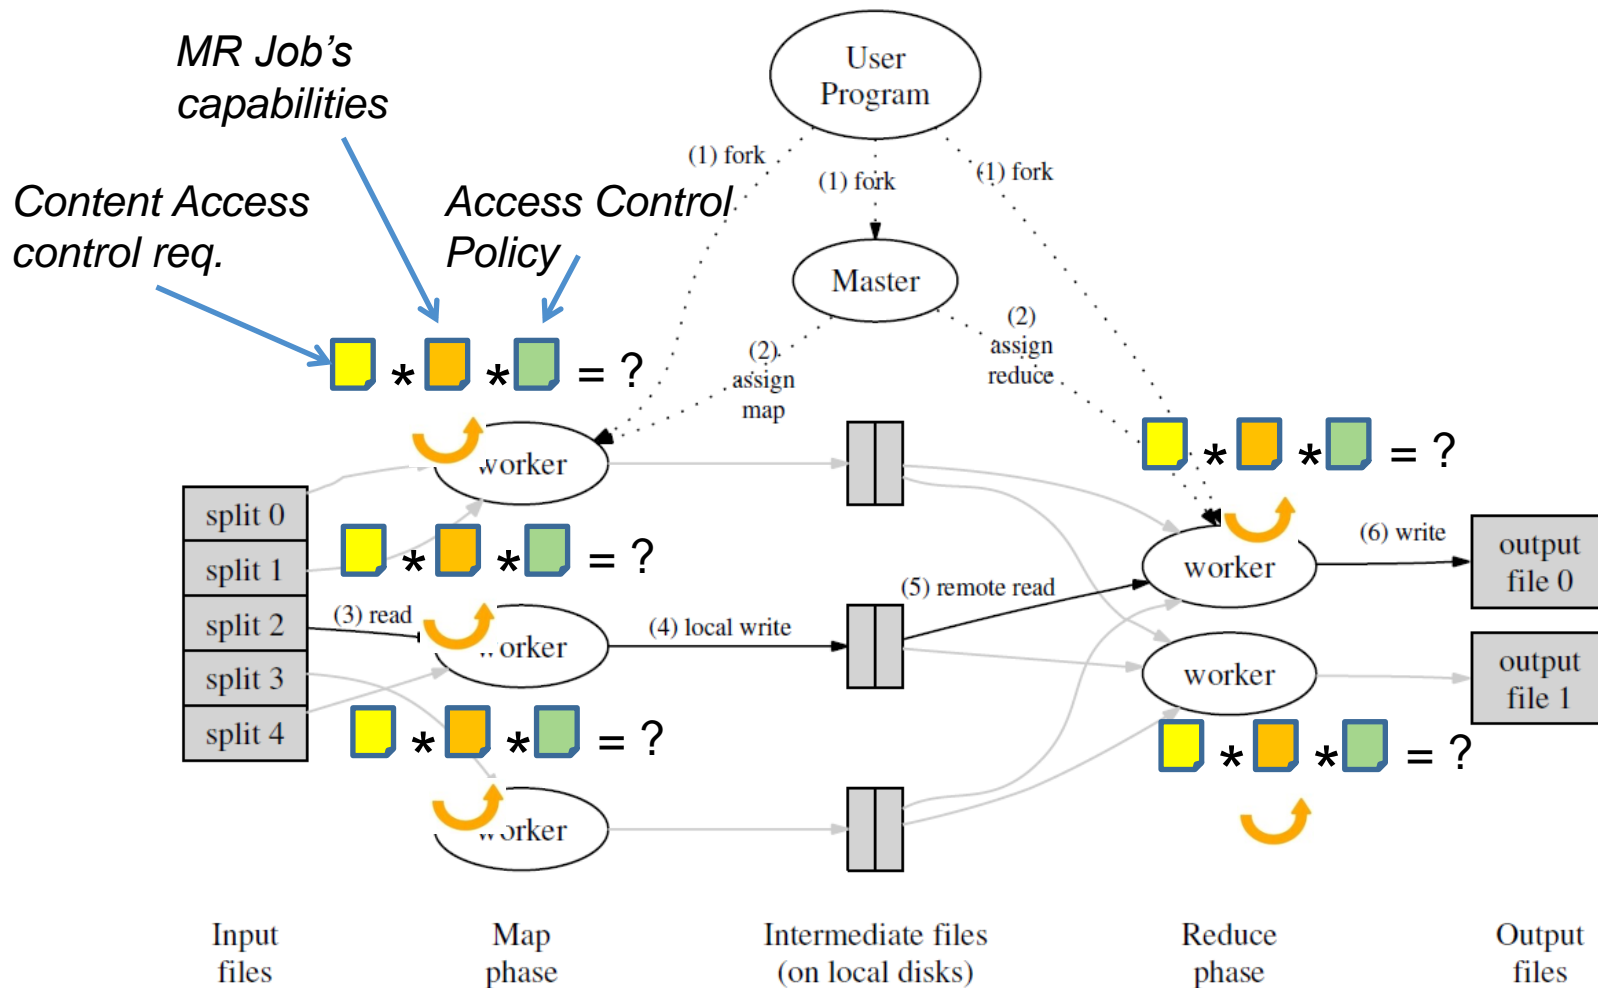 MR Job's
capabilities
User
Program
Content Access
control req.
Access Control
Policy
(1) fork
(1) fork
(1) fork
Master
(2)
assign
map
(2)
assign
reduce
* * = ?
* * = ?
worker
split 0
split 1
split 2
split 3
split 4
* * = ?
(3) read
worker
(4) local write
(5) remote read
worker
(6) write
output
file 0
worker
output
file 1
* * = ?
* * = ?
worker
Input
files
Map
phase
Intermediate files
(on local disks)
Reduce
phase
Output
files